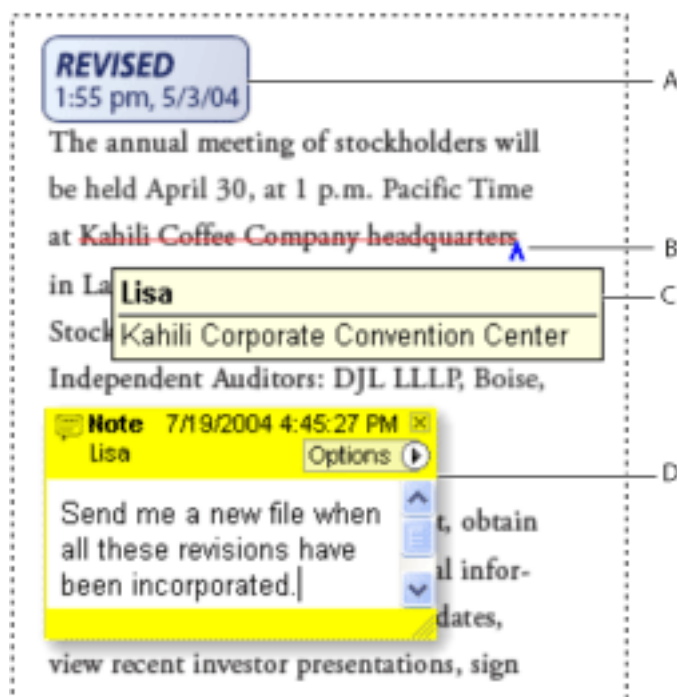 REVISED
1:55 pm, 5/3/04
A
The annual meeting of stockholders will
be held April 30, at 1 p.m. Pacific Time
at Kahili Coffee Company headquarters
B
in La
Lisa
C
Stock
Kahili Corporate Convention Center
Independent Auditors: DJL LLLP, Boise,
Note 7/19/2004 4:45:27 PM
Lisa
Options
D
Send me a new file when
all these revisions have
been incorporated.
t, obtain
al infor-
dates,
view recent investor presentations, sign